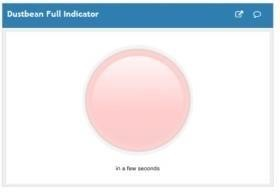 Dustbean Full Indicator
in a few seconds